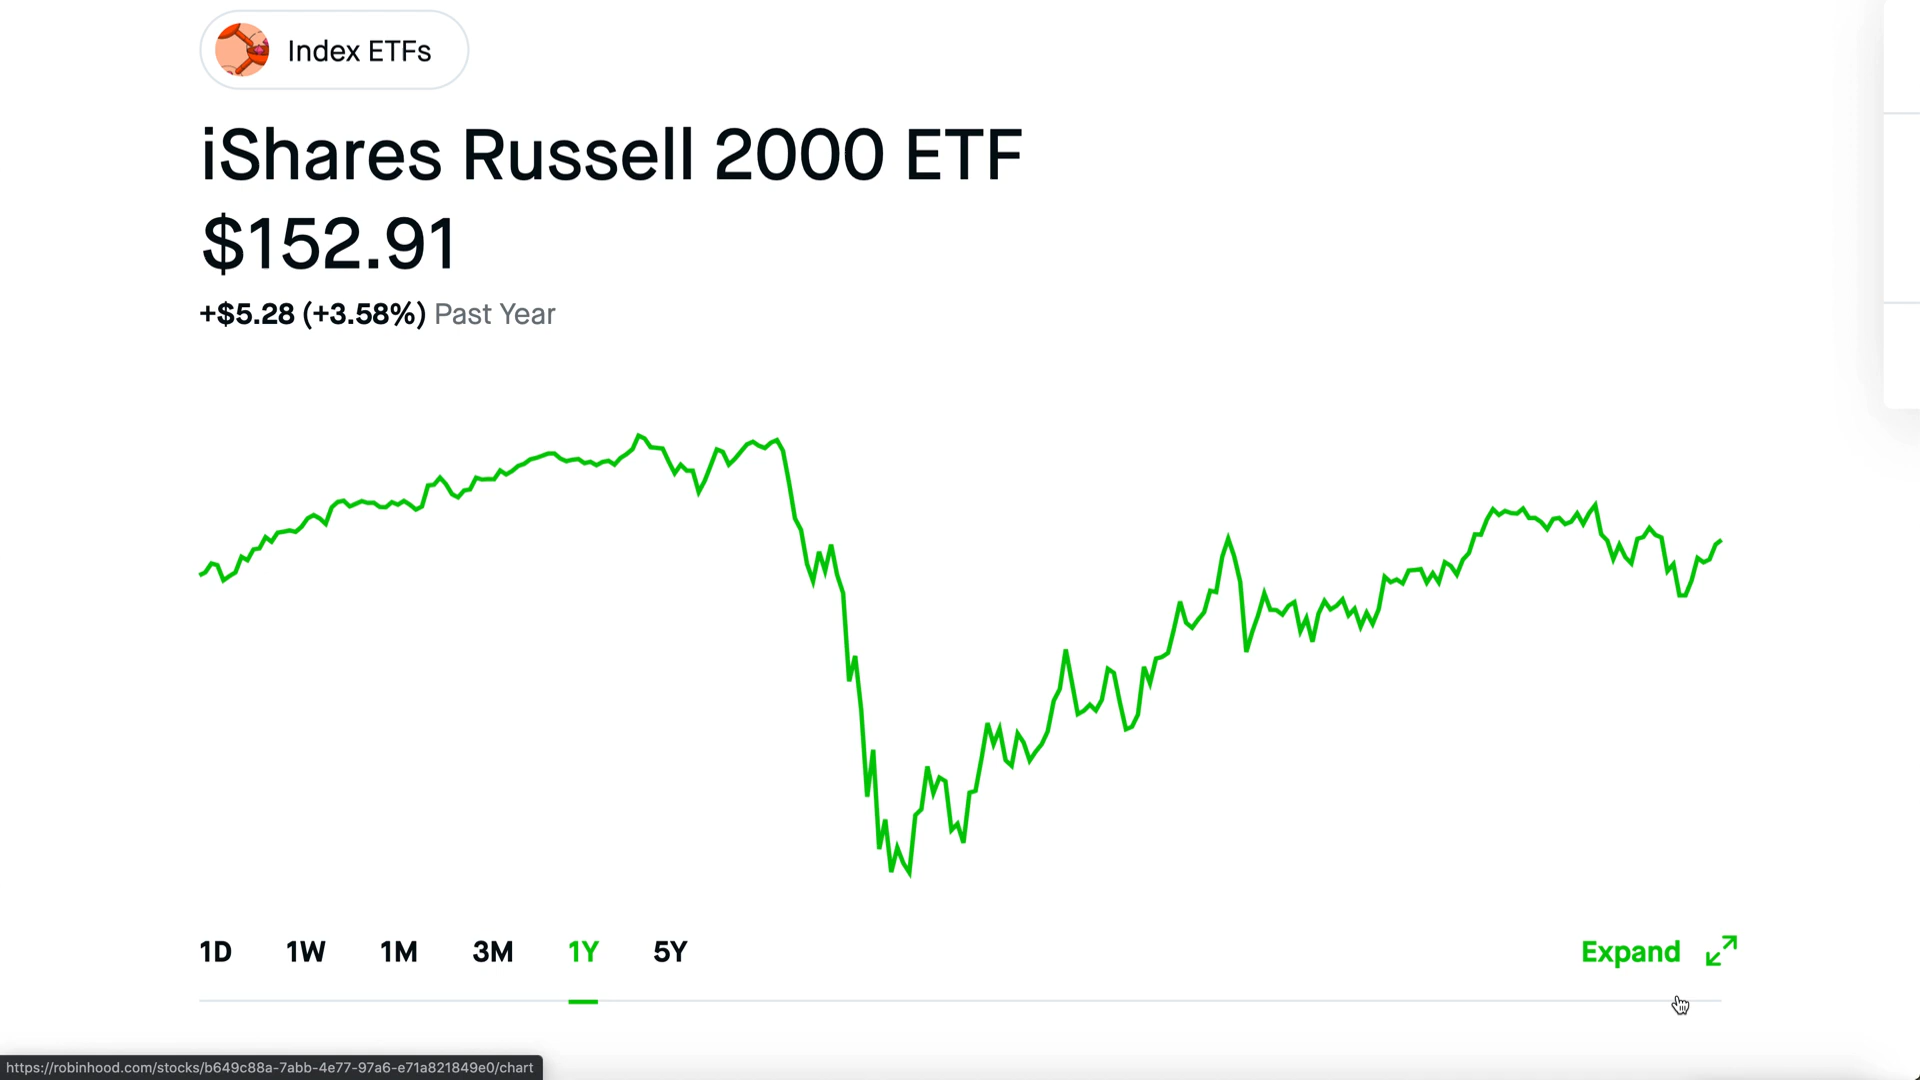 Index ETFs
iShares Russell 2000 ETF
$152.91
+$5.28 (+3.58%) Past Year
1D 1W 1M 3M 1Y 5Y Expand
https://robinhood.com/stocks/b649c88a-7abb-4e77-97a6-e71a821849e0/chart